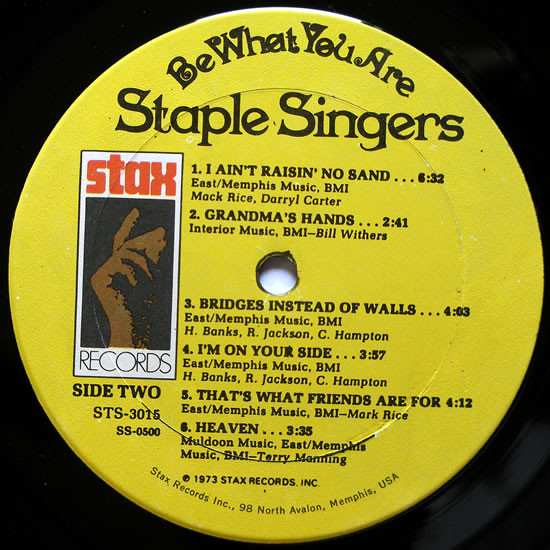 Be What You Are
Staple Singers
stax
RECORDS
1. I AIN'T RAISIN' NO SAND . . . 6:32
East/Memphis Music, BMI
Mack Rice, Darryl Carter
2. GRANDMA'S HANDS . . . 2:41
Interior Music, BMI—Bill Withers
3. BRIDGES INSTEAD OF WALLS . . . 4:03
East/Memphis Music, BMI
H. Banks, R. Jackson, C. Hampton
4. I'M ON YOUR SIDE . . . 3:57
East/Memphis Music, BMI
H. Banks, R. Jackson, C. Hampton
SIDE TWO
STS-3015
SS-0500
5. THAT'S WHAT FRIENDS ARE FOR 4:12
East/Memphis Music, BMI—Mark Rice
6. HEAVEN . . . 3:35
Muldoon Music, East/Memphis
Music, BMI—Terry Manning
℗ 1973 STAX RECORDS, INC.
Stax Records Inc., 98 North Avalon, Memphis, USA